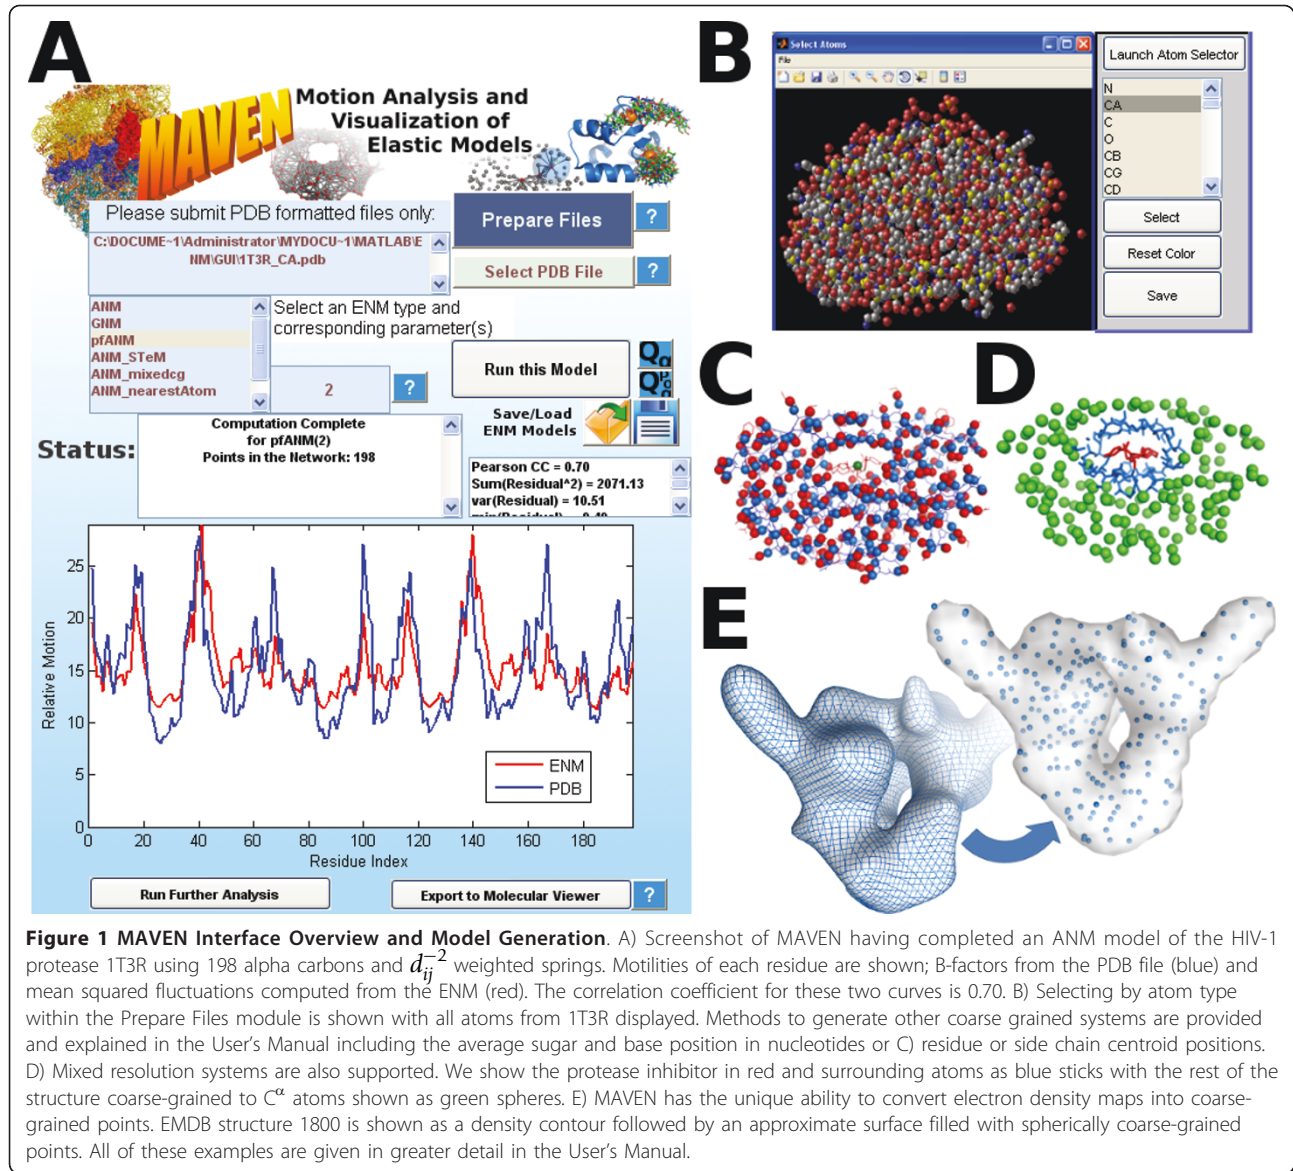 A
MAVEN
Motion Analysis and
Visualization of
Elastic Models
Please submit PDB formatted files only:
Prepare Files
?
C:\DOCUME~1\Administrator\MYDOCU~1\MATLAB\E
NM\GUI\1T3R_CA.pdb
Select PDB File
?
ANM
GNM
pfANM
ANM_STeM
ANM_mixedcg
ANM_nearestAtom
Select an ENM type and
corresponding parameter(s)
2
?
Run this Model
Save/Load
ENM Models
Status:
Computation Complete
for pfANM(2)
Points in the Network: 198
Pearson CC = 0.70
Sum(Residual^2) = 2071.13
var(Residual) = 10.51
Relative Motion
25
20
15
10
5
0
0 20 40 60 80 100 120 140 160 180
Residue Index
ENM
PDB
Run Further Analysis
Export to Molecular Viewer
?
B
Select Atoms
File
Launch Atom Selector
N
CA
C
O
CB
CG
CD
Select
Reset Color
Save
C
D
E
Figure 1 MAVEN Interface Overview and Model Generation. A) Screenshot of MAVEN having completed an ANM model of the HIV-1
protease 1T3R using 198 alpha carbons and d_{ij}^{-2} weighted springs. Motilities of each residue are shown; B-factors from the PDB file (blue) and
mean squared fluctuations computed from the ENM (red). The correlation coefficient for these two curves is 0.70. B) Selecting by atom type
within the Prepare Files module is shown with all atoms from 1T3R displayed. Methods to generate other coarse grained systems are provided
and explained in the User's Manual including the average sugar and base position in nucleotides or C) residue or side chain centroid positions.
D) Mixed resolution systems are also supported. We show the protease inhibitor in red and surrounding atoms as blue sticks with the rest of the
structure coarse-grained to C^α atoms shown as green spheres. E) MAVEN has the unique ability to convert electron density maps into coarse-
grained points. EMDB structure 1800 is shown as a density contour followed by an approximate surface filled with spherically coarse-grained
points. All of these examples are given in greater detail in the User's Manual.